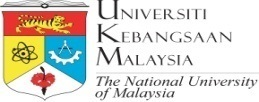 UNIVERSITI
KEBANGSAAN
MALAYSIA
The National University
of Malaysia